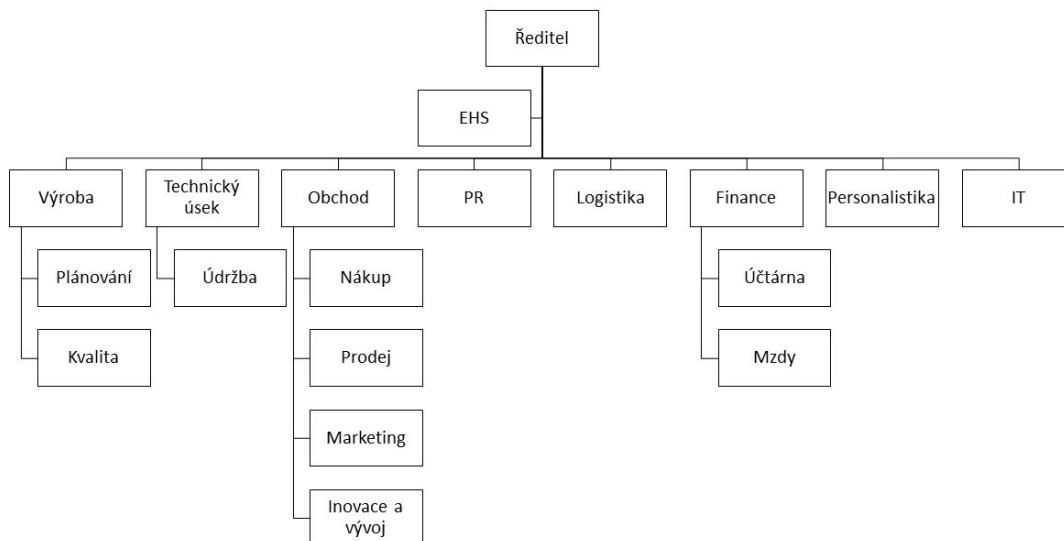 Ředitel
EHS
Výroba
Technický
úsek
Obchod
PR
Logistika
Finance
Personalistika
IT
Plánování
Údržba
Nákup
Účtárna
Kvalita
Prodej
Mzdy
Marketing
Inovace a
vývoj